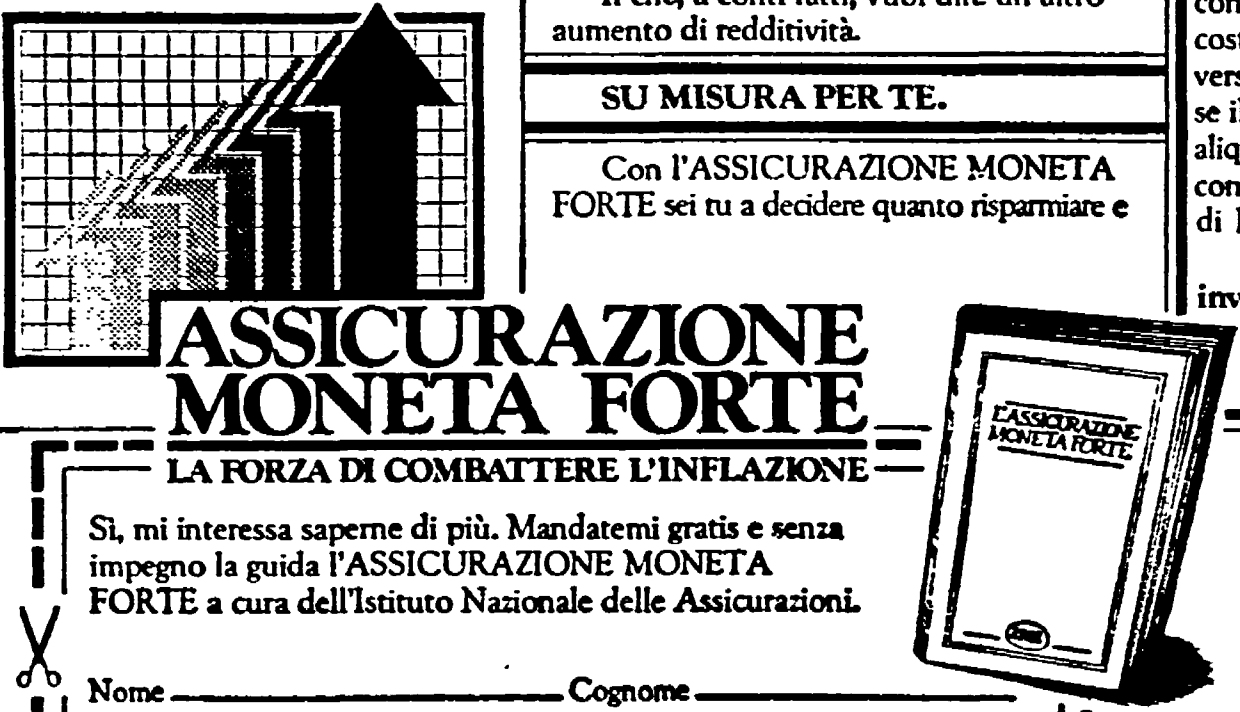 aumento di redditività.
SU MISURA PER TE.
Con l'ASSICURAZIONE MONETA
FORTE sei tu a decidere quanto risparmiare e
ASSICURAZIONE
MONETA FORTE
LA FORZA DI COMBATTERE L'INFLAZIONE
Sì, mi interessa saperne di più. Mandatemi gratis e senza
impegno la guida l'ASSICURAZIONE MONETA
FORTE a cura dell'Istituto Nazionale delle Assicurazioni.
Nome Cognome
L'ASSICURAZIONE
MONETA FORTE
se
di